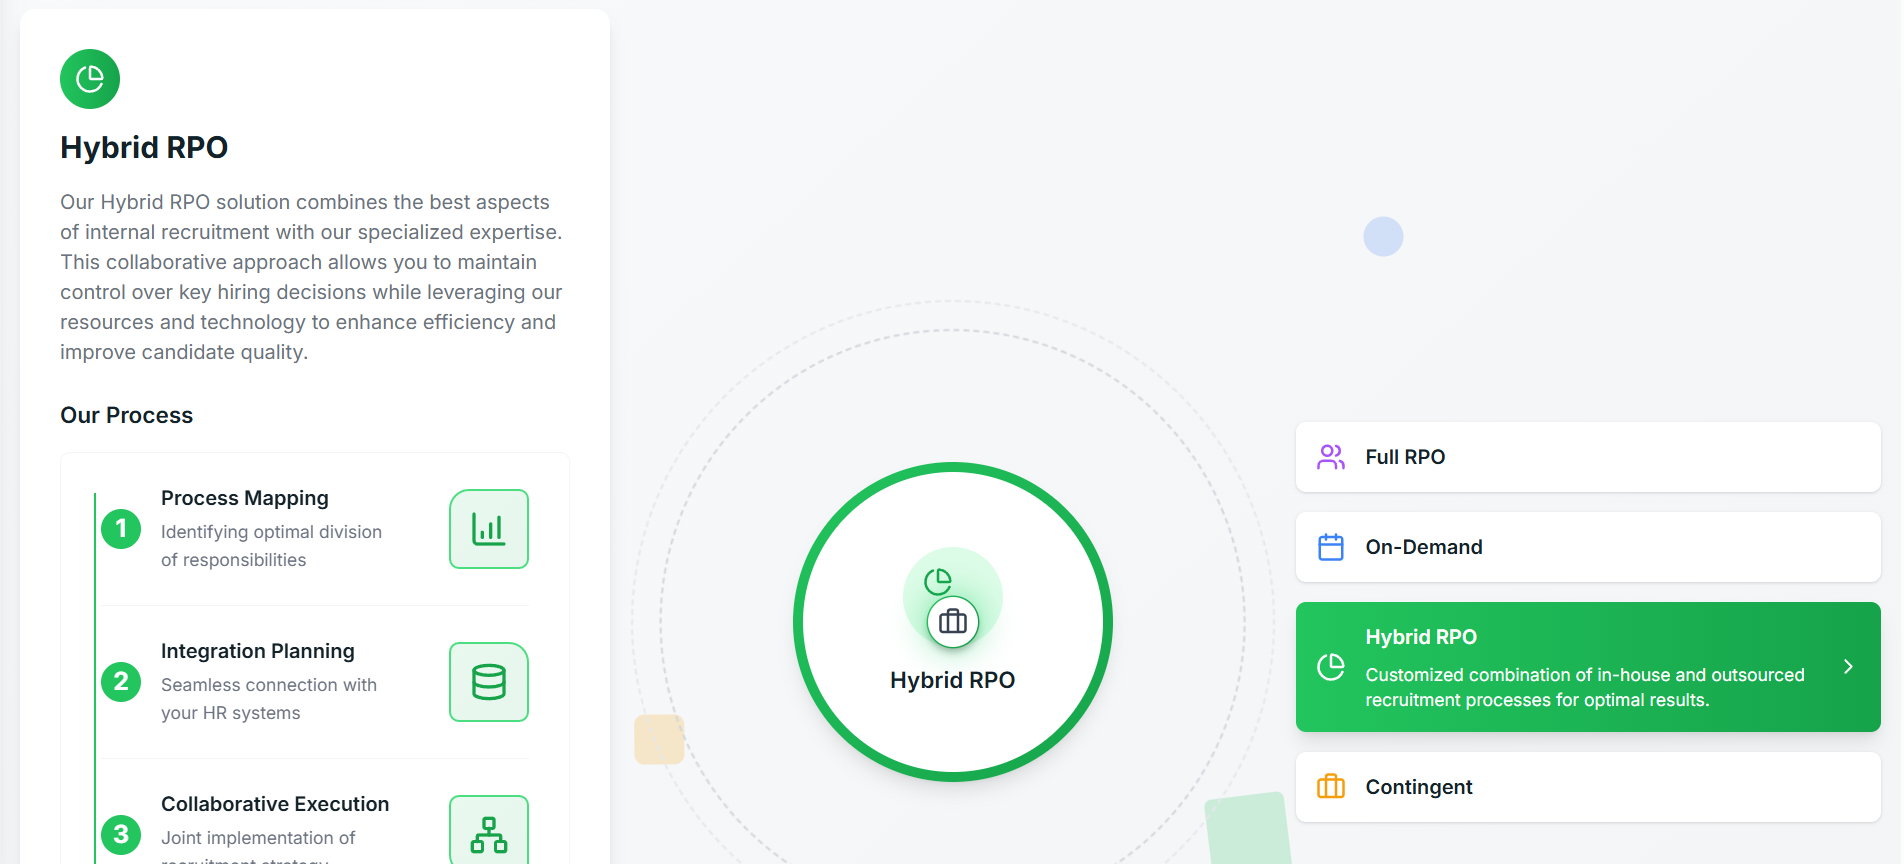 Hybrid RPO
Our Hybrid RPO solution combines the best aspects
of internal recruitment with our specialized expertise.
This collaborative approach allows you to maintain
control over key hiring decisions while leveraging our
resources and technology to enhance efficiency and
improve candidate quality.
Our Process
1
Process Mapping
Identifying optimal division
of responsibilities
2
Integration Planning
Seamless connection with
your HR systems
3
Collaborative Execution
Joint implementation of
recruitment strategy
Hybrid RPO
Full RPO
On-Demand
Hybrid RPO
Customized combination of in-house and outsourced
recruitment processes for optimal results.
Contingent